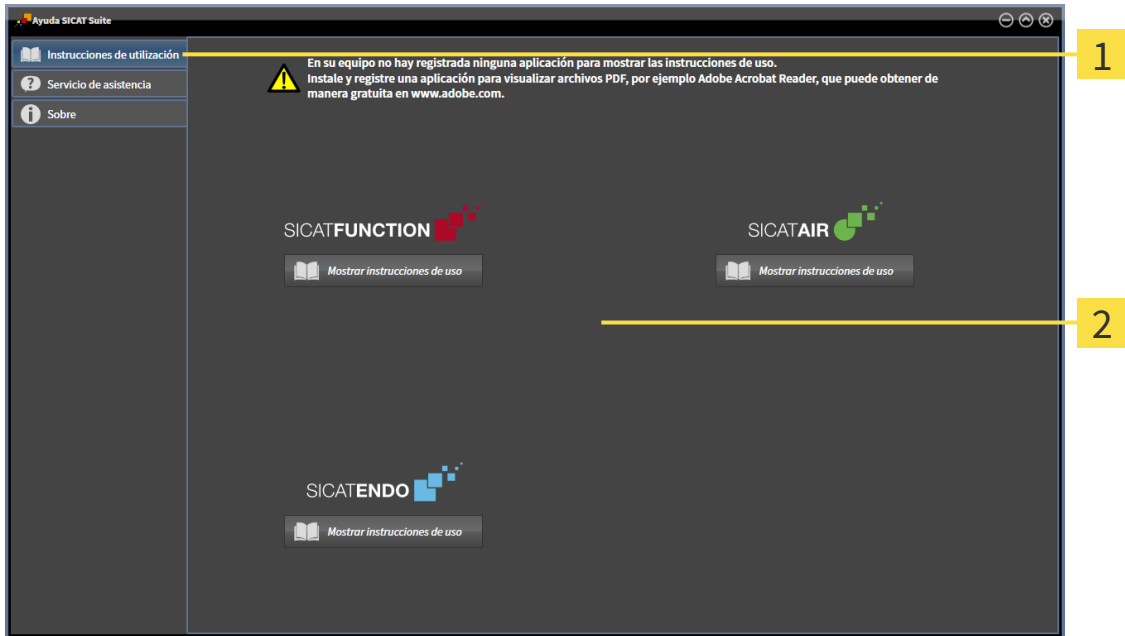 Ayuda SICAT Suite
Instrucciones de utilización
Servicio de asistencia
Sobre
En su equipo no hay registrada ninguna aplicación para mostrar las instrucciones de uso.
Instale y registre una aplicación para visualizar archivos PDF, por ejemplo Adobe Acrobat Reader, que puede obtener de
manera gratuita en www.adobe.com.
SICATFUNCTION
Mostrar instrucciones de uso
SICATAIR
Mostrar instrucciones de uso
SICATENDO
Mostrar instrucciones de uso
1
2